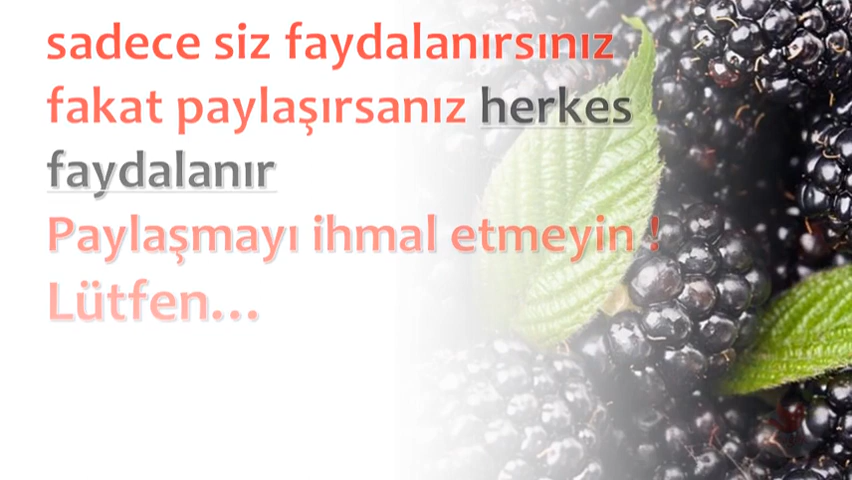 sadece siz faydalanırsınız
fakat paylaşırsanız herkes
faydalanır
Paylaşmayı ihmal etmeyin !
Lütfen...